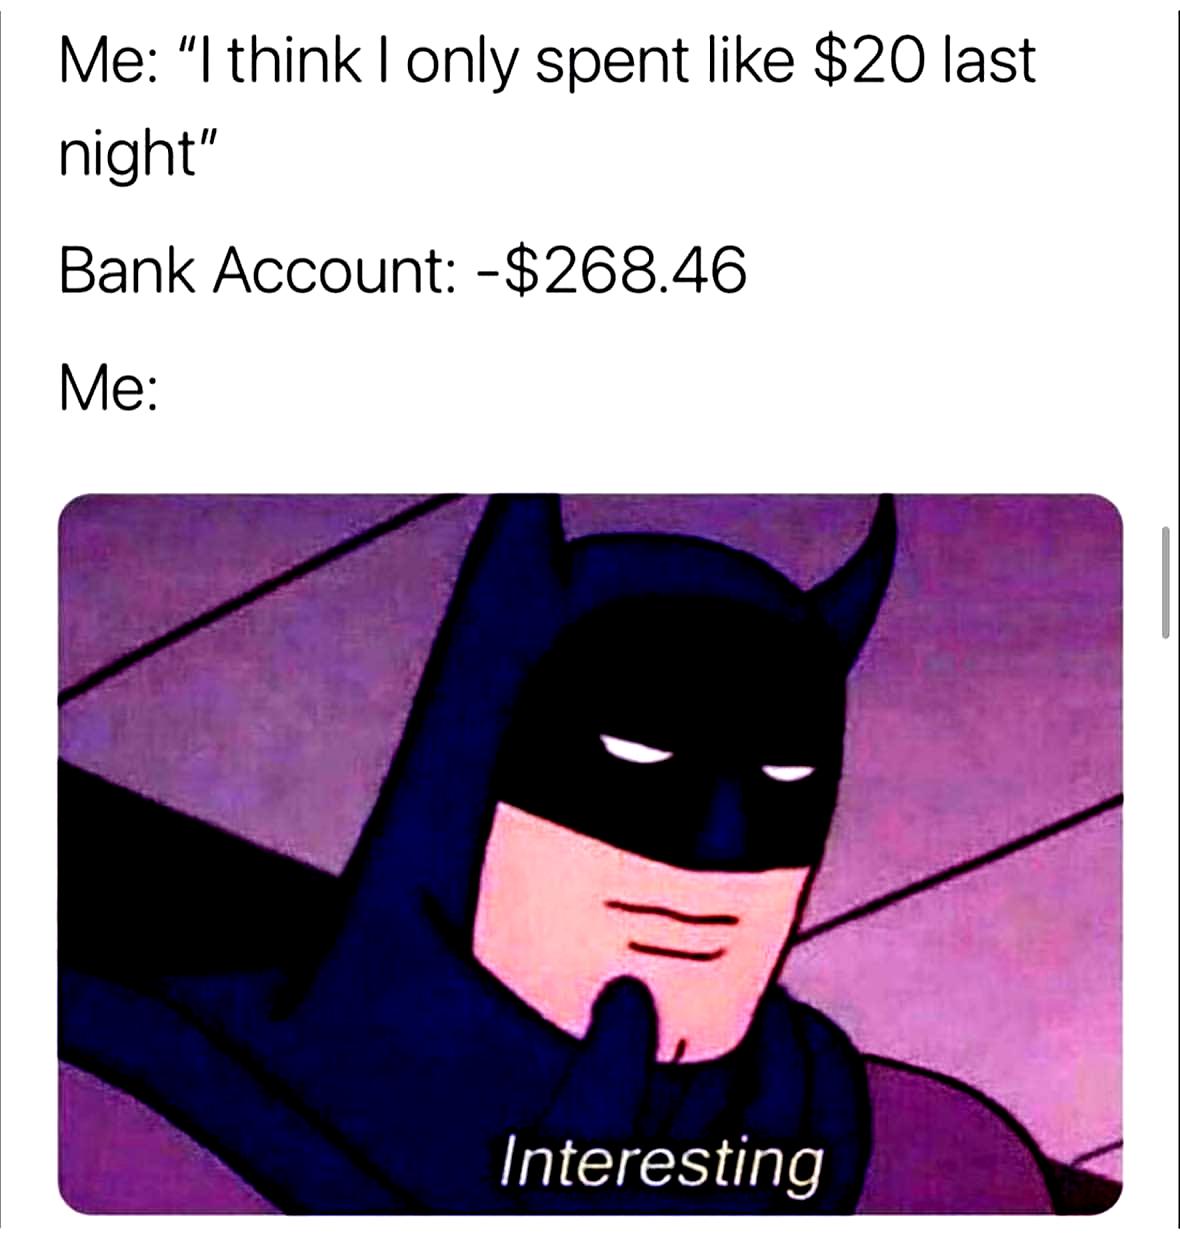 Me: “I think I only spent like $20 last
night”
Bank Account: -$268.46
Me:
Interesting